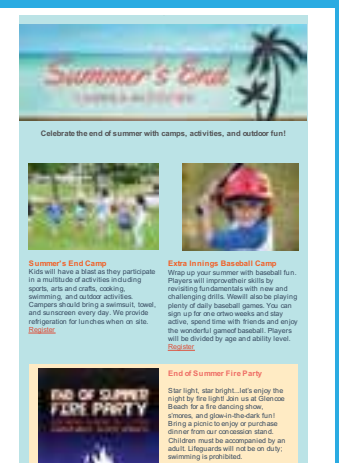 Summer's End
CAMPS & ACTIVITIES
Celebrate the end of summer with camps, activities, and outdoor fun!
Summer's End Camp
Kids will have a blast as they participate
in a multitude of activities including
sports, arts and crafts, cooking,
swimming, and outdoor activities.
Campers should bring a swimsuit, towel,
and sunscreen every day. We provide
refrigeration for lunches when on site.
Register
Extra Innings Baseball Camp
Wrap up your summer with baseball fun.
Players will improvetheir skills by
revisiting fundamentals with new and
challenging drills. Wewill also be playing
plenty of daily baseball games. You can
sign up for one ortwo weeks and stay
active, spend time with friends and enjoy
the wonderful gameof baseball. Players
will be divided by age and ability level.
Register
END OF SUMMER
FIRE PARTY
End of Summer Fire Party
Star light, star bright...let's enjoy the
night by fire light! Join us at Glencoe
Beach for a fire dancing show,
s'mores, and glow-in-the-dark fun!
Bring a picnic to enjoy or purchase
dinner from our concession stand.
Children must be accompanied by an
adult. Lifeguards will not be on duty;
swimming is prohibited.